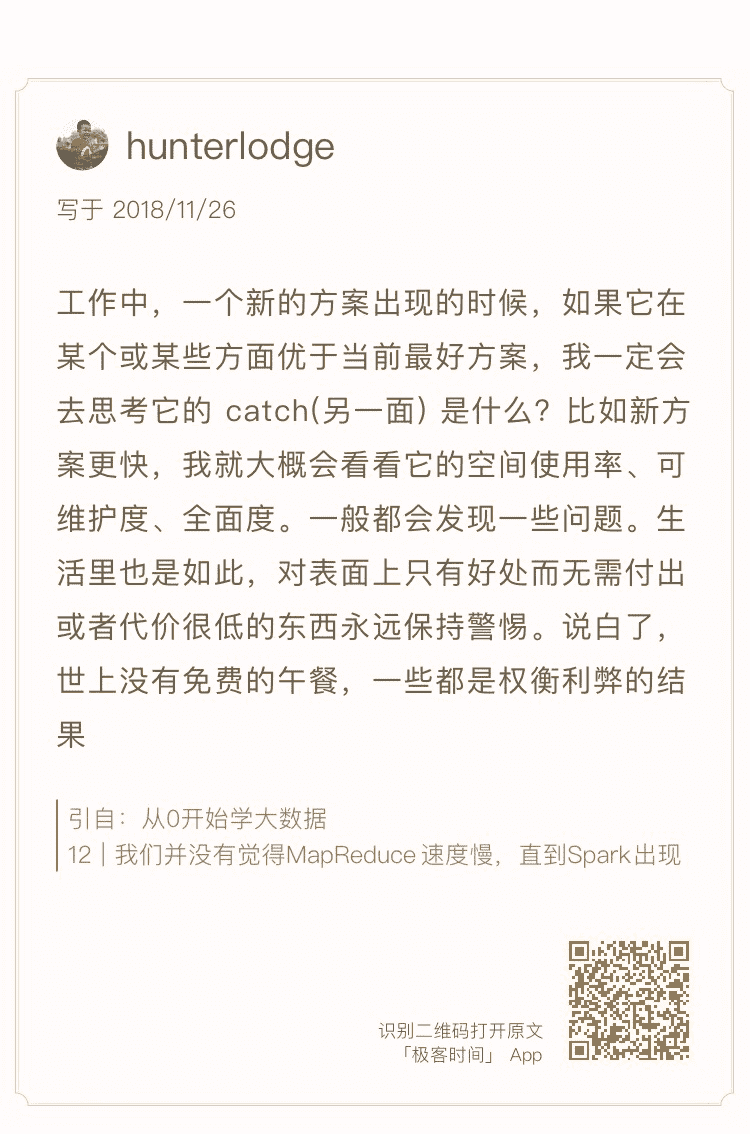 hunterlodge
写于 2018/11/26
工作中，一个新的方案出现的时候，如果它在
某个或某些方面优于当前最好方案，我一定会
去思考它的 catch(另一面) 是什么？比如新方
案更快，我就大概会看看它的空间使用率、可
维护度、全面度。一般都会发现一些问题。生
活里也是如此，对表面上只有好处而无需付出
或者代价很低的东西永远保持警惕。说白了，
世上没有免费的午餐，一些都是权衡利弊的结
果
引自：从0开始学大数据
12 | 我们并没有觉得MapReduce 速度慢，直到Spark出现
识别二维码打开原文
「极客时间」 App